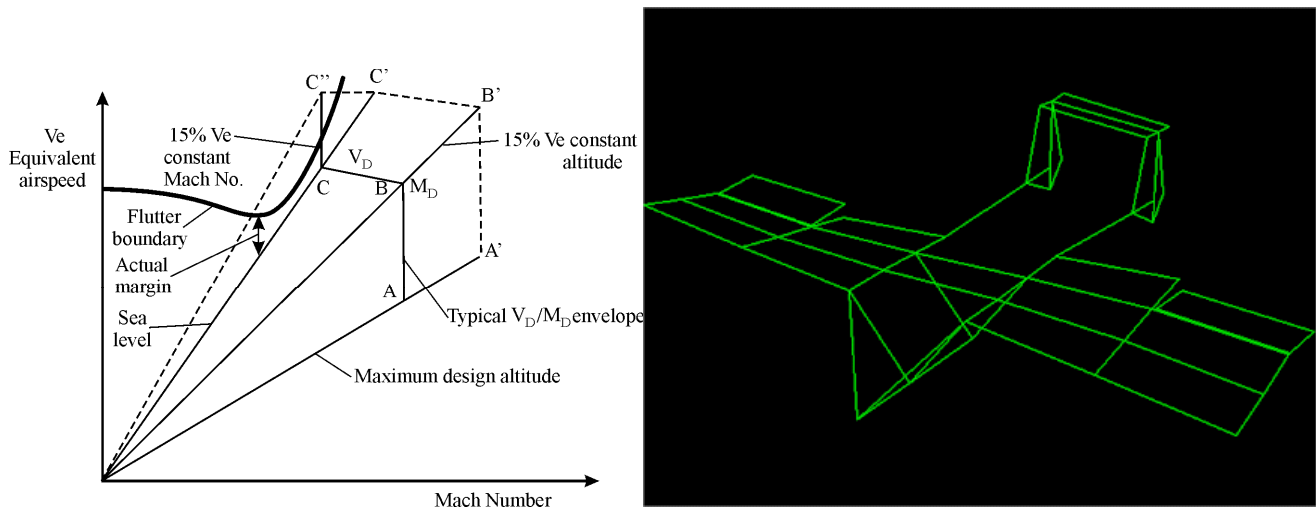 C’’
C’
B’
Ve
Equivalent
airspeed
15% Ve
constant
Mach No.
15% Ve constant
altitude
V_D
C
B
M_D
Flutter
boundary
Actual
margin
A’
A
Sea
level
Typical V_D/M_D envelope
Maximum design altitude
Mach Number